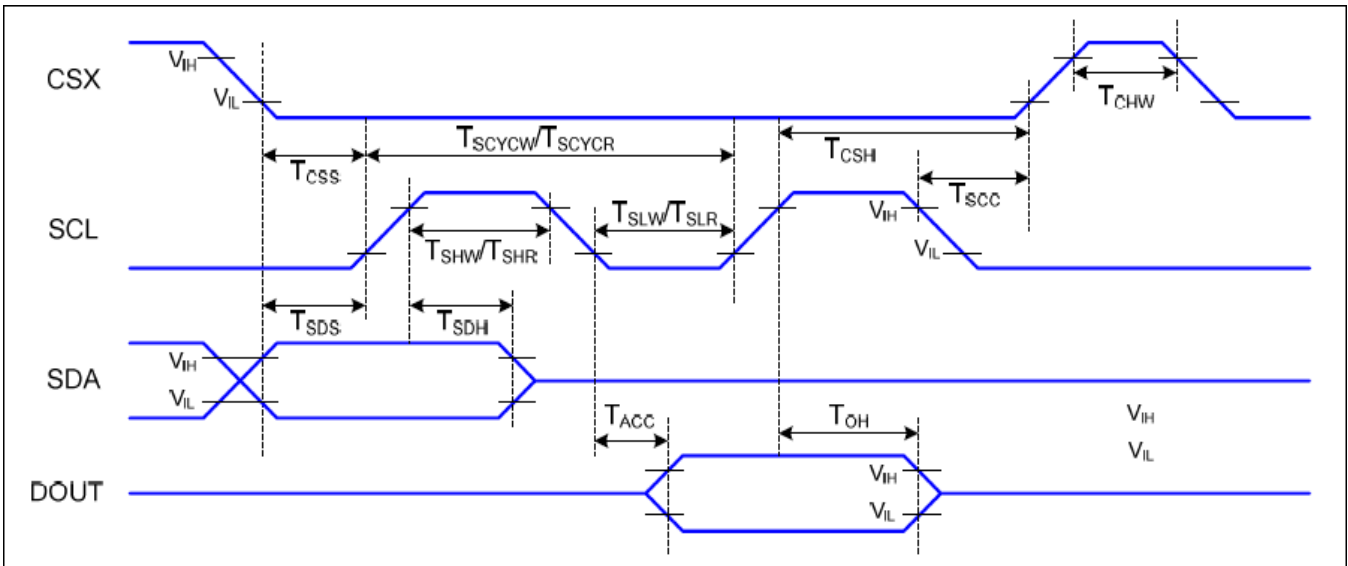 CSX
VIH
VIL
TCHW
TSCYCW/TSCYCR
TCSH
TCSS
TSCC
SCL
TSLW/TSLR
VIH
TSHW/TSHR
VIL
TSDS
TSDH
SDA
VIH
VIL
TACC
TOH
VIH
VIL
DOUT
VIH
VIL